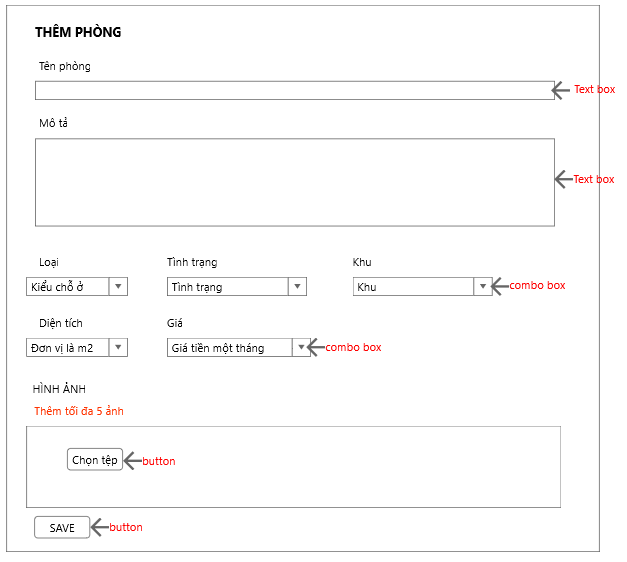 THÊM PHÒNG
Tên phòng
Text box
Mô tả
Text box
Loại Tình trạng Khu
Kiểu chỗ ở Tình trạng Khu combo box
Diện tích Giá
Đơn vị là m2 Giá tiền một tháng combo box
HÌNH ẢNH
Thêm tối đa 5 ảnh
Chọn tệp button
SAVE button